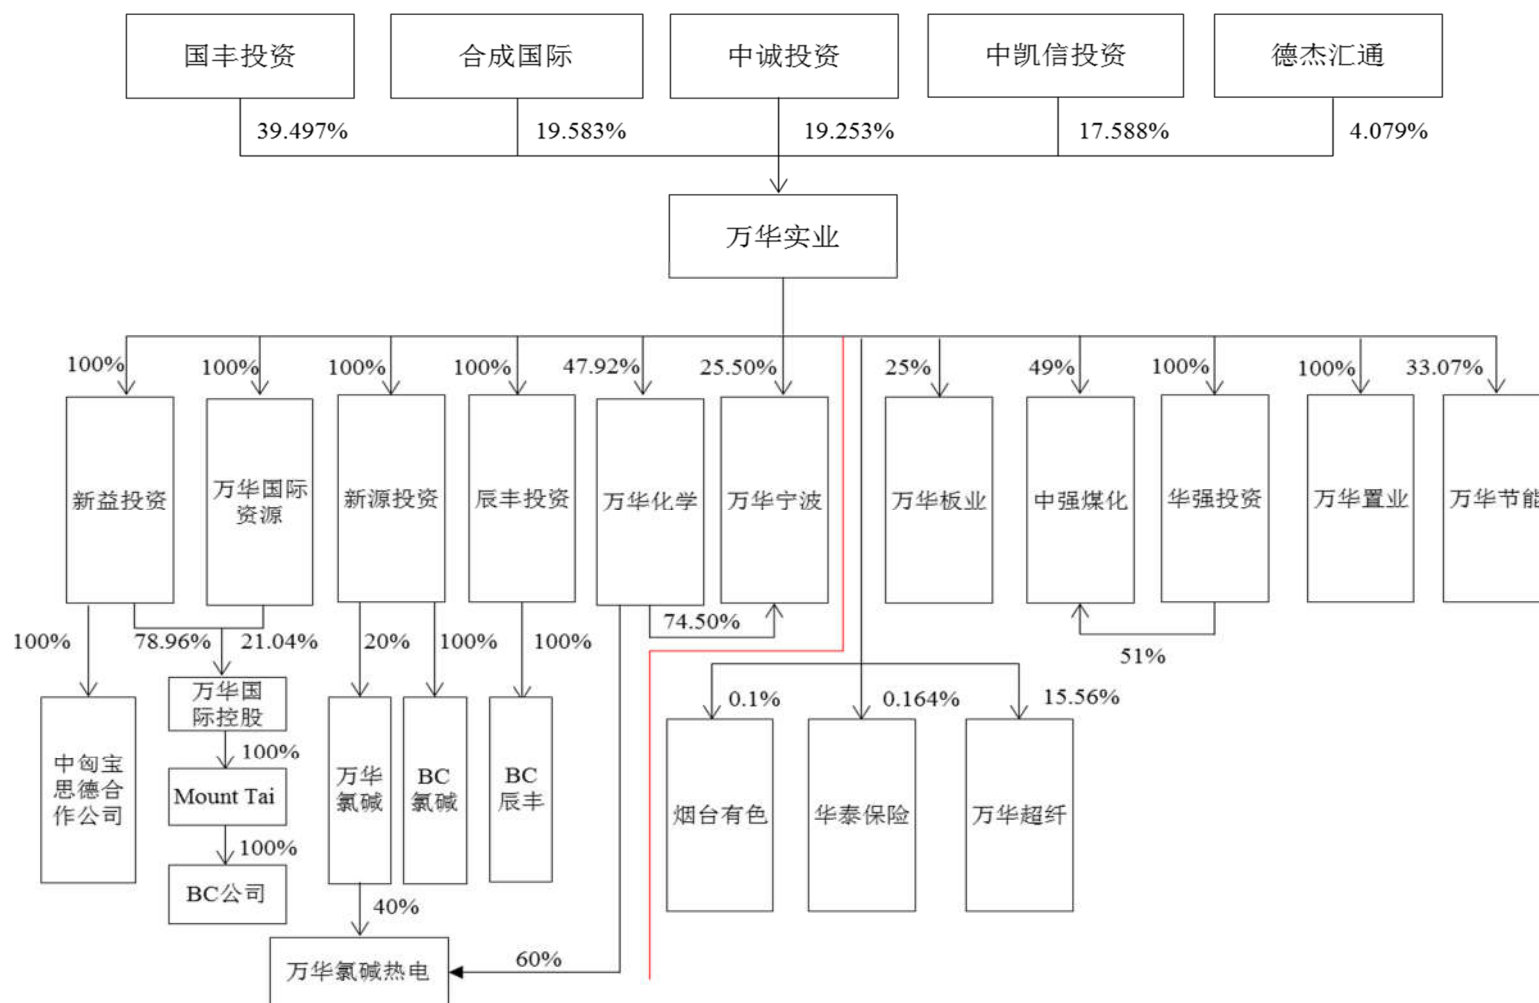 国丰投资
合成国际
中诚投资
中凯信投资
德杰汇通
39.497%
19.583%
19.253%
17.588%
4.079%
万华实业
100%
100%
100%
100%
47.92%
25.50%
25%
49%
100%
100%
33.07%
新益投资
万华国际
资源
新源投资
辰丰投资
万华化学
万华宁波
万华板业
中强煤化
华强投资
万华置业
万华节能
100%
78.96%
21.04%
20%
100%
100%
74.50%
51%
万华国
际控股
0.1%
0.164%
15.56%
中匈宝
思德合
作公司
100%
Mount Tai
100%
BC公司
万华
氯碱
BC
氯碱
BC
辰丰
烟台有色
华泰保险
万华超纤
40%
60%
万华氯碱热电